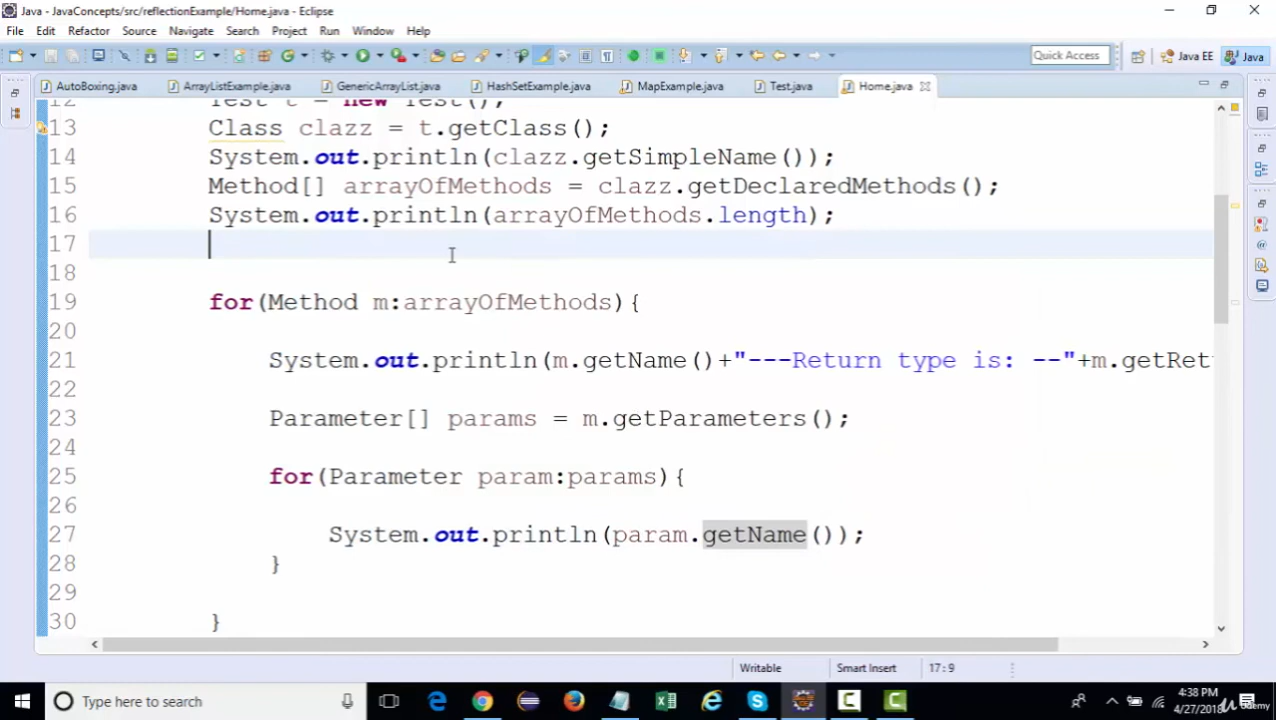 Java - JavaConcepts/src/reflectionExample/Home.java - Eclipse
File Edit Refactor Source Navigate Search Project Run Window Help
Quick Access Java EE Java
AutoBoxing.java ArrayListExample.java GenericArrayList.java HashSetExample.java MapExample.java Test.java Home.java
12 Test t = new Test();
13 Class clazz = t.getClass();
14 System.out.println(clazz.getSimpleName());
15 Method[] arrayOfMethods = clazz.getDeclaredMethods();
16 System.out.println(arrayOfMethods.length);
17
18
19 for(Method m:arrayOfMethods){
20
21 System.out.println(m.getName()+"---Return type is: --"+m.getRet
22
23 Parameter[] params = m.getParameters();
24
25 for(Parameter param:params){
26
27 System.out.println(param.getName());
28 }
29
30 }
Writable Smart Insert 17:9
Type here to search
4:38 PM
4/27/2018
Udemy